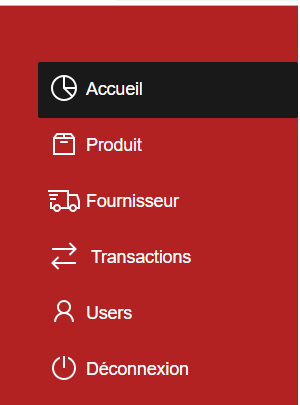 Accueil
Produit
Fournisseur
Transactions
Users
Déconnexion